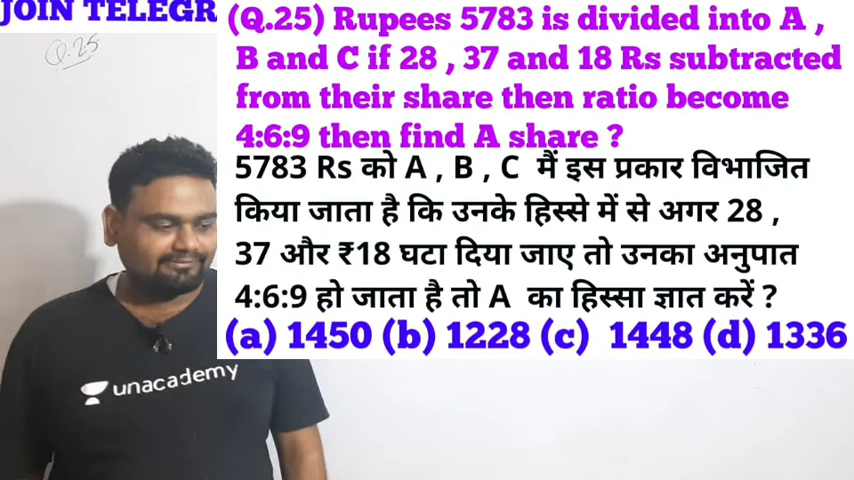 JOIN TELEGR
Q.25
(Q.25) Rupees 5783 is divided into A ,
B and C if 28 , 37 and 18 Rs subtracted
from their share then ratio become
4:6:9 then find A share ?
5783 Rs को A , B , C मैं इस प्रकार विभाजित
किया जाता है कि उनके हिस्से में से अगर 28 ,
37 और ₹18 घटा दिया जाए तो उनका अनुपात
4:6:9 हो जाता है तो A का हिस्सा ज्ञात करें ?
(a) 1450 (b) 1228 (c) 1448 (d) 1336
unacademy